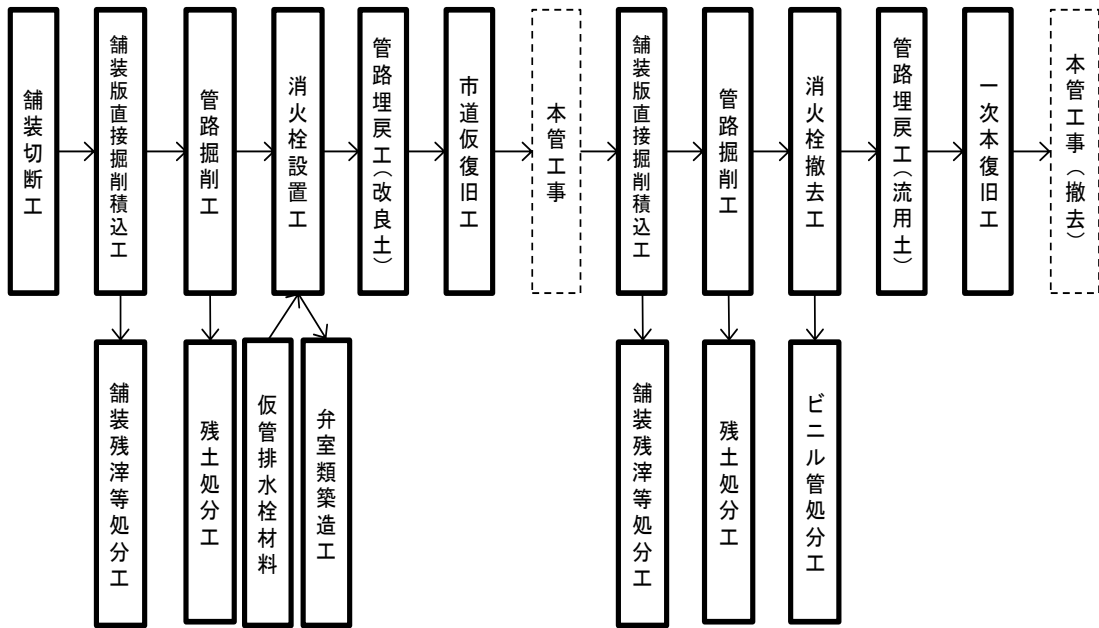 舗装切断工
舗装版直接掘削積込工
管路掘削工
消火栓設置工
管路埋戻工（改良土）
市道仮復旧工
本管工事
舗装版直接掘削積込工
管路掘削工
消火栓撤去工
管路埋戻工（流用土）
一次本復旧工
本管工事（撤去）
舗装残滓等処分工
残土処分工
仮管排水栓材料
弁室類築造工
舗装残滓等処分工
残土処分工
ビニル管処分工